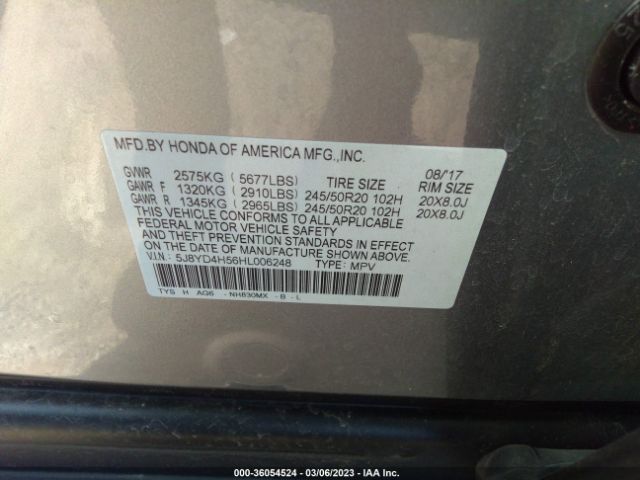 MFD.BY HONDA OF AMERICA MFG.,INC.
08/'17
GVWR 2575KG (5677LBS) TIRE SIZE RIM SIZE
GAWR F 1320KG (2910LBS) 245/50R20 102H 20X8.0J
GAWR R 1345KG (2965LBS) 245/50R20 102H 20X8.0J
THIS VEHICLE CONFORMS TO ALL APPLICABLE
FEDERAL MOTOR VEHICLE SAFETY
AND THEFT PREVENTION STANDARDS IN EFFECT
ON THE DATE OF MANUFACTURE SHOWN ABOVE.
V.I.N.: 5J8YD4H56HL006248 TYPE: MPV
TYS H AG6 -NH830MX -B -L
000-36054524 - 03/06/2023 - IAA Inc.